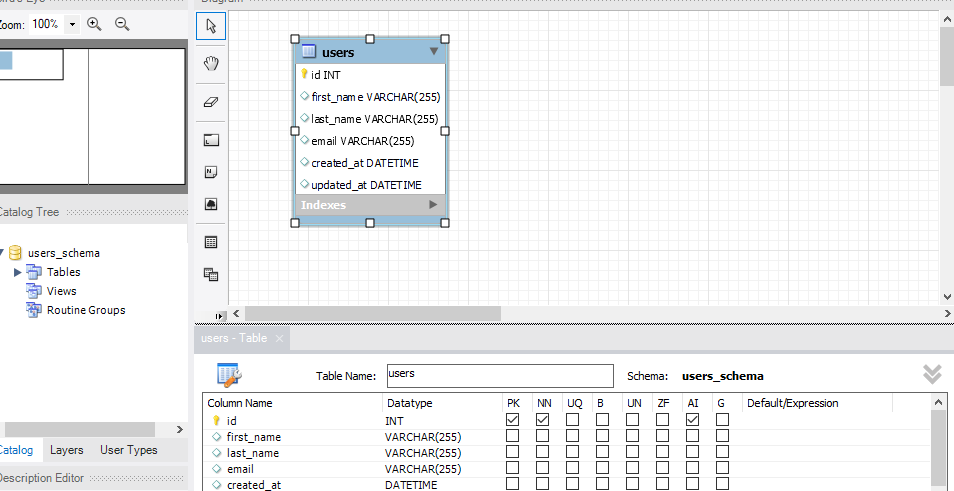 Diagram
Zoom: 100%
users
id INT
first_name VARCHAR(255)
last_name VARCHAR(255)
email VARCHAR(255)
created_at DATETIME
updated_at DATETIME
Indexes
Catalog Tree
users_schema
Tables
Views
Routine Groups
Catalog Layers User Types
Description Editor
users - Table
Table Name: users Schema: users_schema
Column Name Datatype PK NN UQ B UN ZF AI G Default/Expression
id INT
first_name VARCHAR(255)
last_name VARCHAR(255)
email VARCHAR(255)
created_at DATETIME